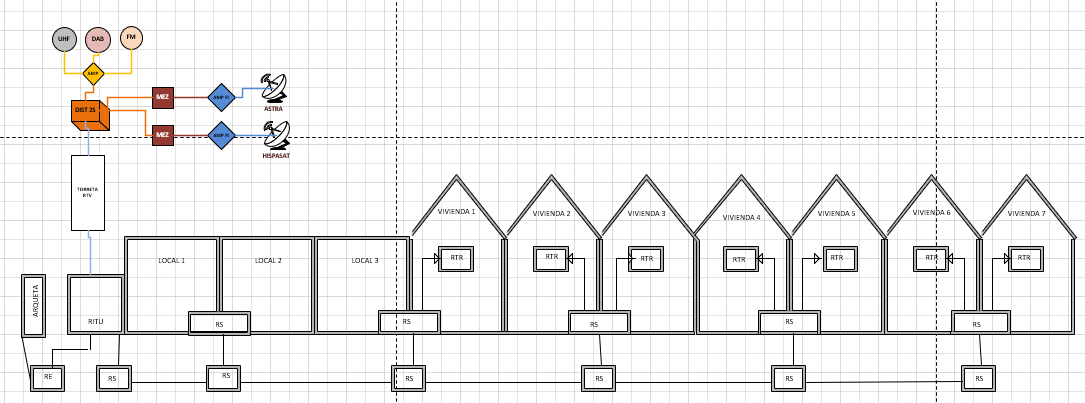 UHF
DAB
FM
AMP
DIST 2S
MEZ
AMP FI
ASTRA
MEZ
AMP FI
HISPASAT
TORRETA
RTV
VIVIENDA 1
VIVIENDA 2
VIVIENDA 3
VIVIENDA 4
VIVIENDA 5
VIVIENDA 6
VIVIENDA 7
LOCAL 1
LOCAL 2
LOCAL 3
RTR
RTR
RTR
RTR
RTR
RTR
RTR
ARQUETA
RITU
RS
RS
RS
RS
RS
RE
RS
RS
RS
RS
RS
RS